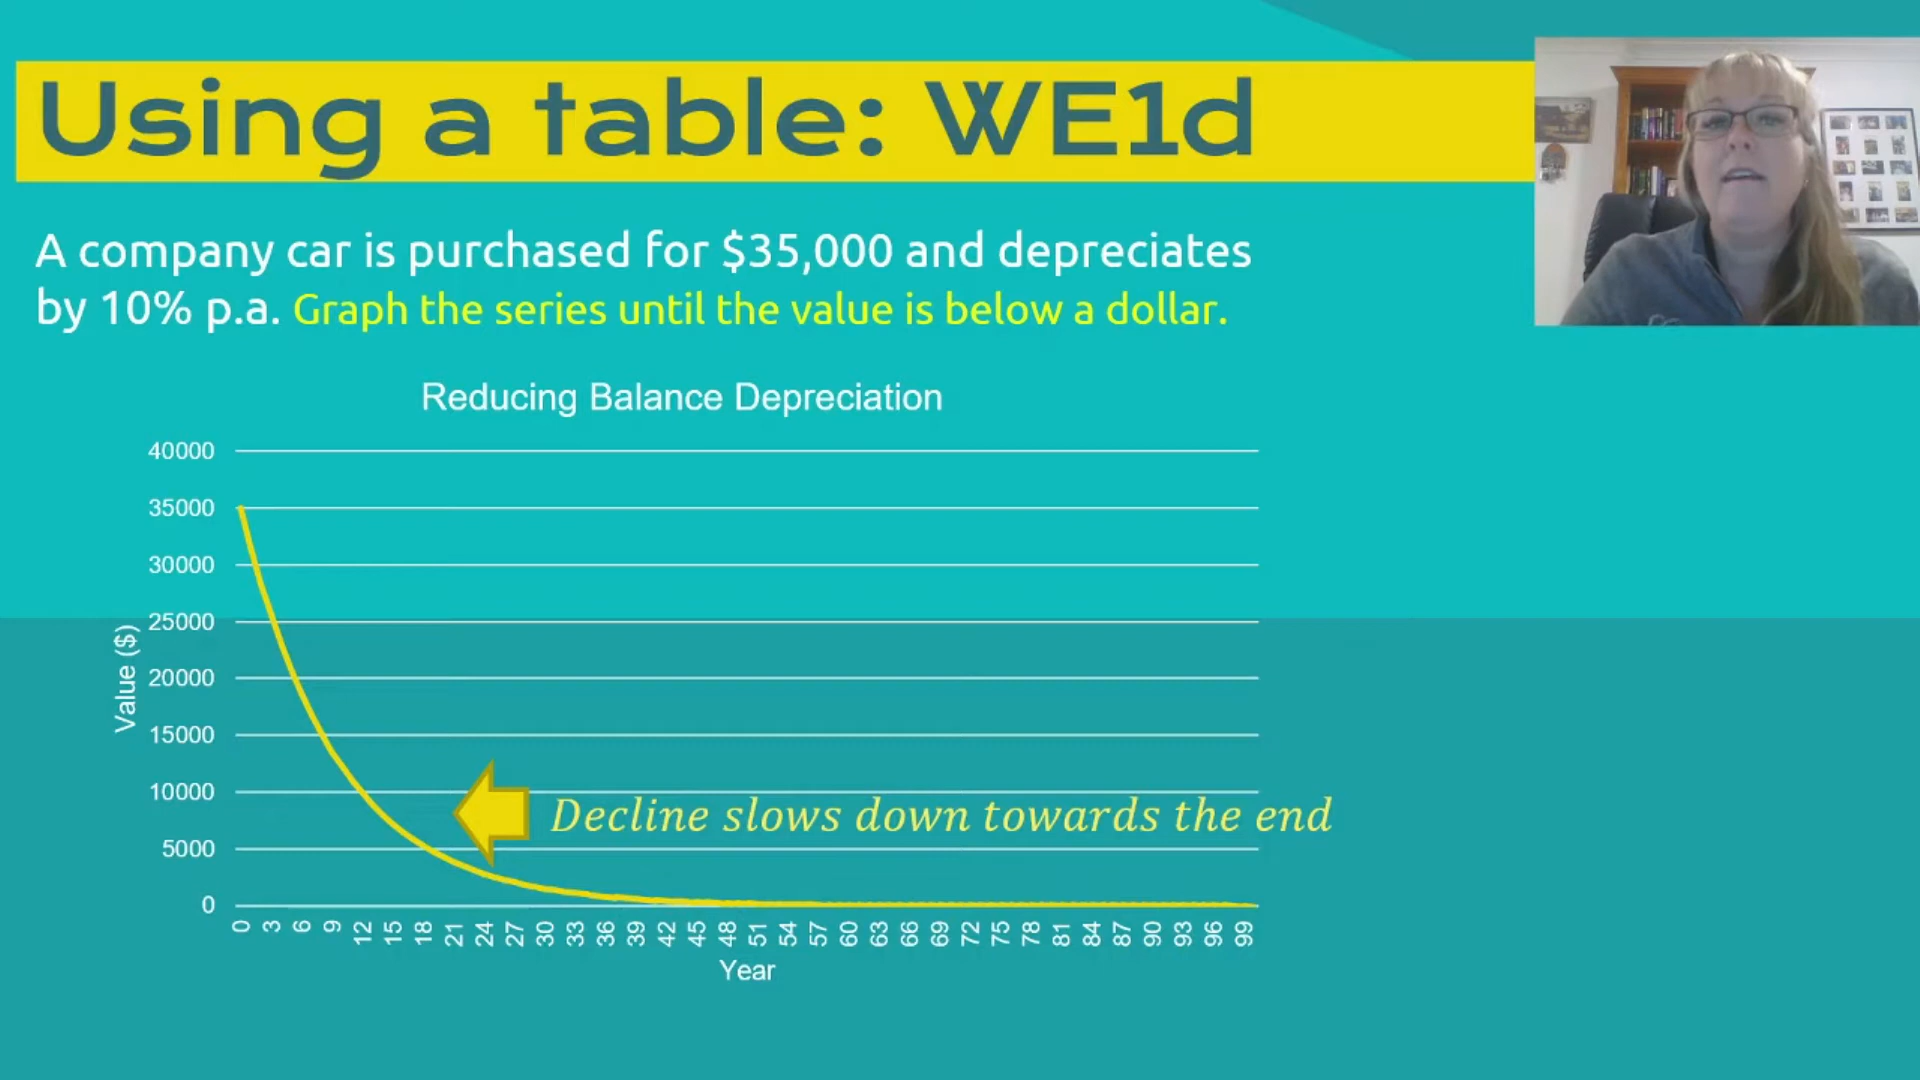 Using a table: WE1d
A company car is purchased for $35,000 and depreciates
by 10% p.a. Graph the series until the value is below a dollar.
Reducing Balance Depreciation
40000
35000
30000
25000
20000
15000
10000
5000
0
Value ($)
Decline slows down towards the end
0 3 6 9 12 15 18 21 24 27 30 33 36 39 42 45 48 51 54 57 60 63 66 69 72 75 78 81 84 87 90 93 96 99
Year